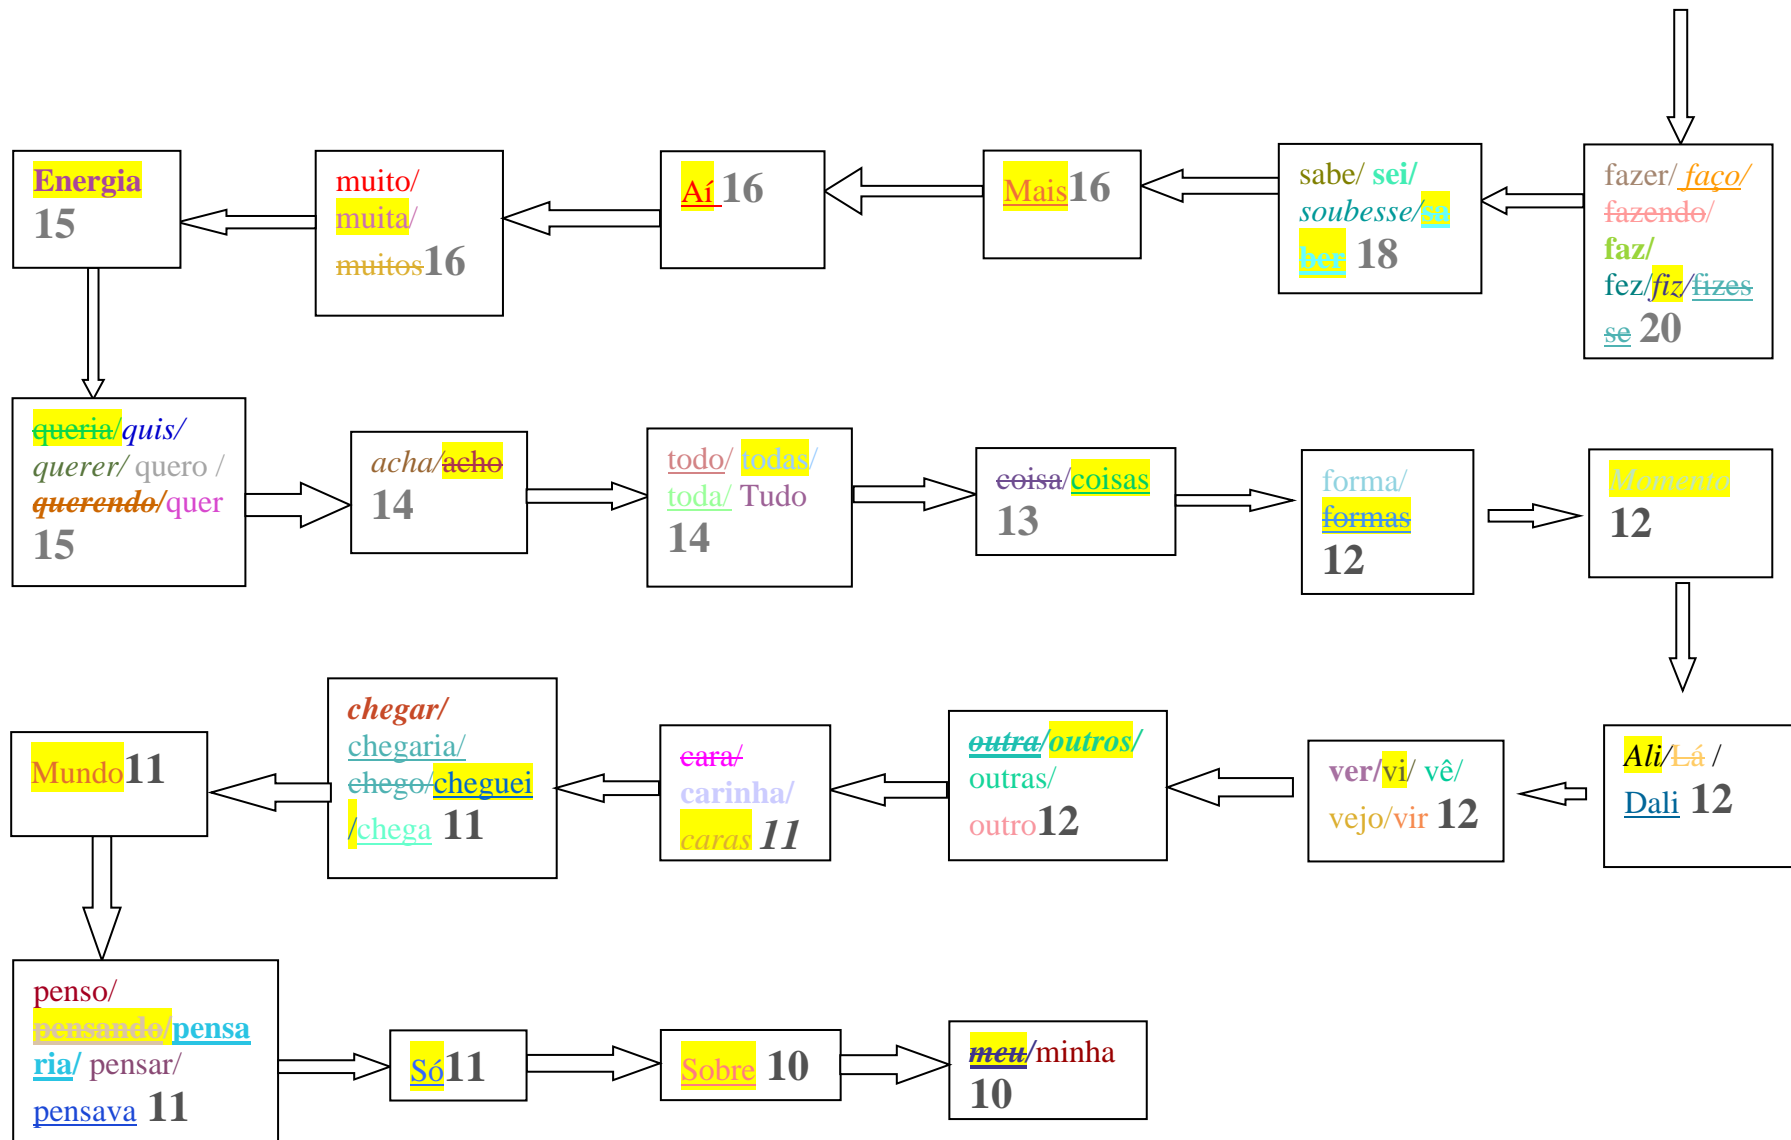 fazer/ faço/
fazendo/
faz/
fez/fiz/fizes
se 20
sabe/ sei/
soubesse/sa
ber 18
Mais16
Aí 16
muito/
muita/
muitos16
Energia
15
queria/quis/
querer/ quero /
querendo/quer
15
acha/acho
14
todo/ todas/
toda/ Tudo
14
coisa/coisas
13
forma/
formas
12
Momento
12
Ali/Lá /
Dali 12
ver/vi/ vê/
vejo/vir 12
outra/outros/
outras/
outro12
cara/
carinha/
caras 11
chegar/
chegaria/
chego/cheguei
/chega 11
Mundo11
penso/
pensando/pensa
ria/ pensar/
pensava 11
Só11
Sobre 10
meu/minha
10